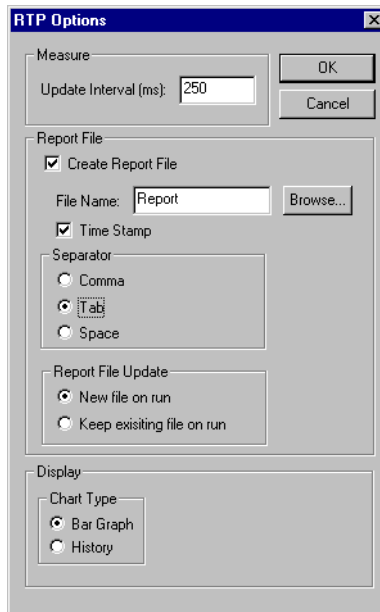 RTP Options
Measure
Update Interval (ms): 250
OK
Cancel
Report File
Create Report File
File Name: Report Browse...
Time Stamp
Separator
Comma
Tab
Space
Report File Update
New file on run
Keep exisiting file on run
Display
Chart Type
Bar Graph
History